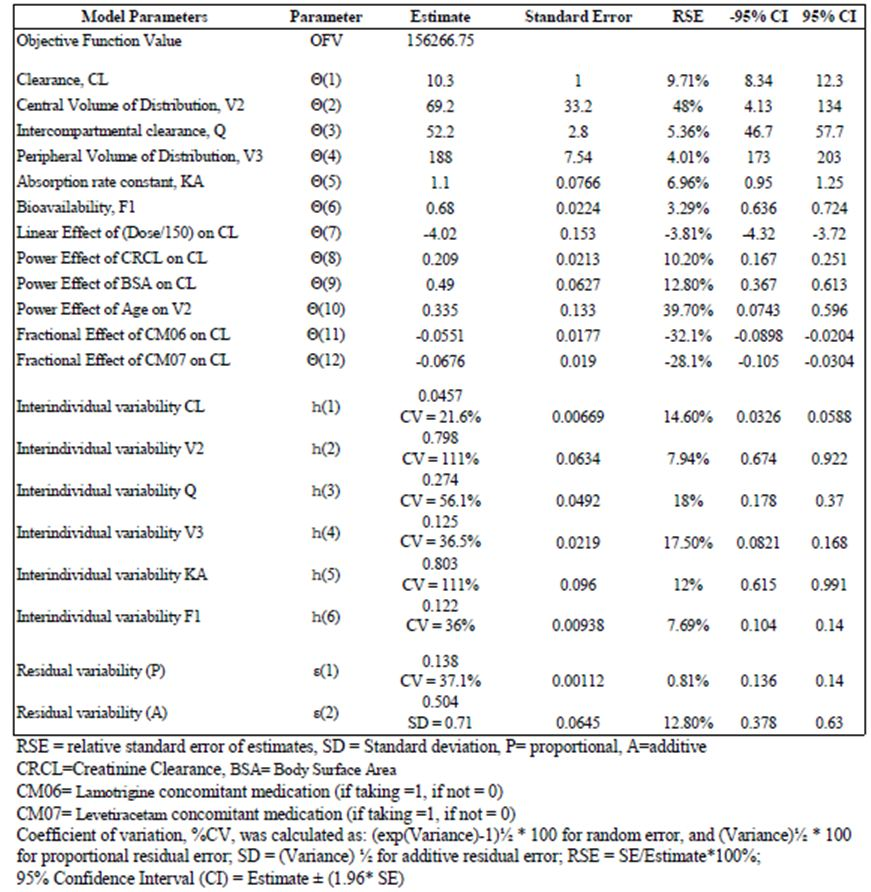 Model Parameters Parameter Estimate Standard Error RSE -95% CI 95% CI
Objective Function Value OFV 156266.75
Clearance, CL Θ(1) 10.3 1 9.71% 8.34 12.3
Central Volume of Distribution, V2 Θ(2) 69.2 33.2 48% 4.13 134
Intercompartmental clearance, Q Θ(3) 52.2 2.8 5.36% 46.7 57.7
Peripheral Volume of Distribution, V3 Θ(4) 188 7.54 4.01% 173 203
Absorption rate constant, KA Θ(5) 1.1 0.0766 6.96% 0.95 1.25
Bioavailability, F1 Θ(6) 0.68 0.0224 3.29% 0.636 0.724
Linear Effect of (Dose/150) on CL Θ(7) -4.02 0.153 -3.81% -4.32 -3.72
Power Effect of CRCL on CL Θ(8) 0.209 0.0213 10.20% 0.167 0.251
Power Effect of BSA on CL Θ(9) 0.49 0.0627 12.80% 0.367 0.613
Power Effect of Age on V2 Θ(10) 0.335 0.133 39.70% 0.0743 0.596
Fractional Effect of CM06 on CL Θ(11) -0.0551 0.0177 -32.1% -0.0898 -0.0204
Fractional Effect of CM07 on CL Θ(12) -0.0676 0.019 -28.1% -0.105 -0.0304
0.0457
Interindividual variability CL h(1) CV = 21.6% 0.00669 14.60% 0.0326 0.0588
0.798
Interindividual variability V2 h(2) CV = 111% 0.0634 7.94% 0.674 0.922
0.274
Interindividual variability Q h(3) CV = 56.1% 0.0492 18% 0.178 0.37
0.125
Interindividual variability V3 h(4) CV = 36.5% 0.0219 17.50% 0.0821 0.168
0.803
Interindividual variability KA h(5) CV = 111% 0.096 12% 0.615 0.991
0.122
Interindividual variability F1 h(6) CV = 36% 0.00938 7.69% 0.104 0.14
0.138
Residual variability (P) ε(1) CV = 37.1% 0.00112 0.81% 0.136 0.14
0.504
Residual variability (A) ε(2) SD = 0.71 0.0645 12.80% 0.378 0.63
RSE = relative standard error of estimates, SD = Standard deviation, P= proportional, A=additive
CRCL=Creatinine Clearance, BSA= Body Surface Area
CM06= Lamotrigine concomitant medication (if taking =1, if not = 0)
CM07= Levetiracetam concomitant medication (if taking =1, if not = 0)
Coefficient of variation, %CV, was calculated as: (exp(Variance)-1)½ * 100 for random error, and (Variance)½ * 100
for proportional residual error; SD = (Variance) ½ for additive residual error; RSE = SE/Estimate*100%;
95% Confidence Interval (CI) = Estimate ± (1.96* SE)